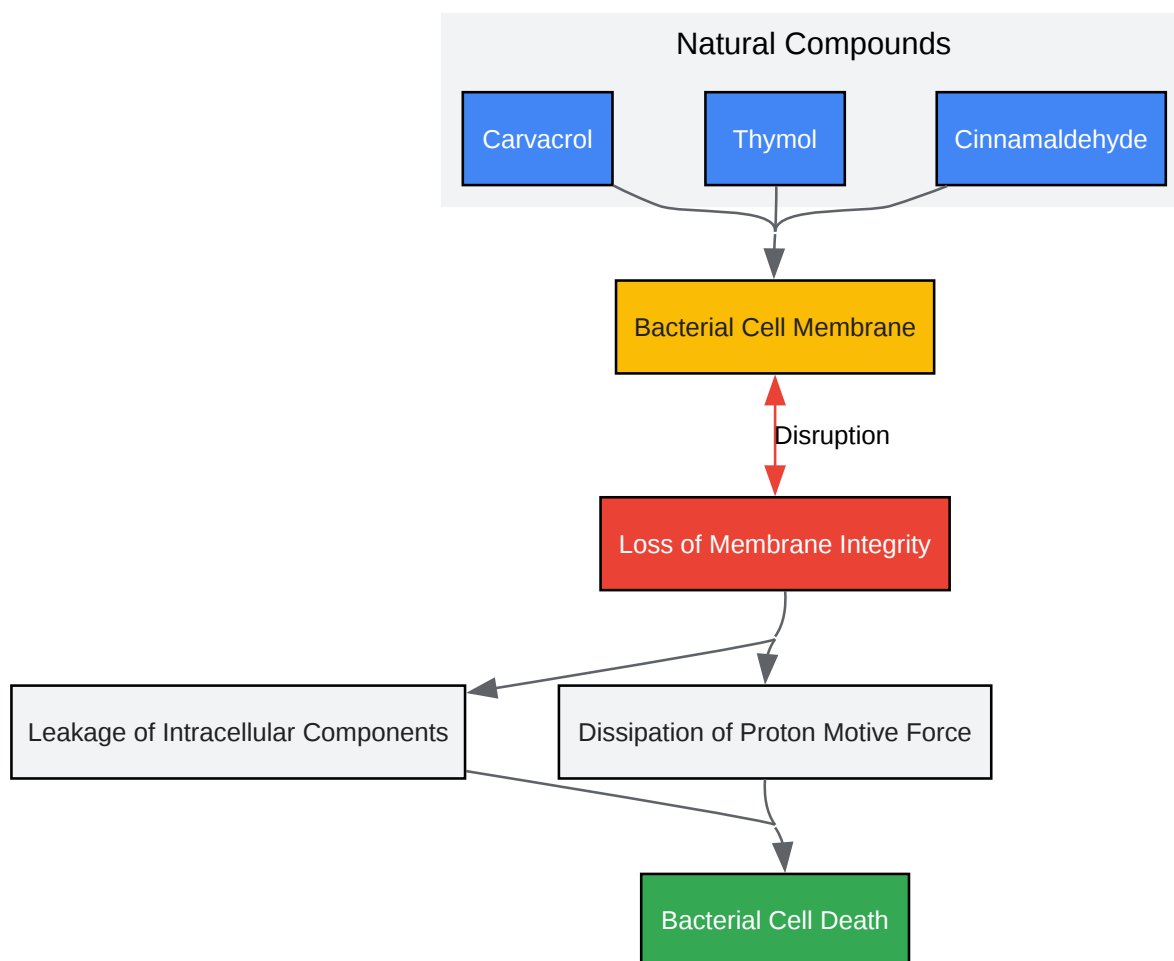 Natural Compounds
Carvacrol
Thymol
Cinnamaldehyde
Bacterial Cell Membrane
Disruption
Loss of Membrane Integrity
Leakage of Intracellular Components
Dissipation of Proton Motive Force
Bacterial Cell Death